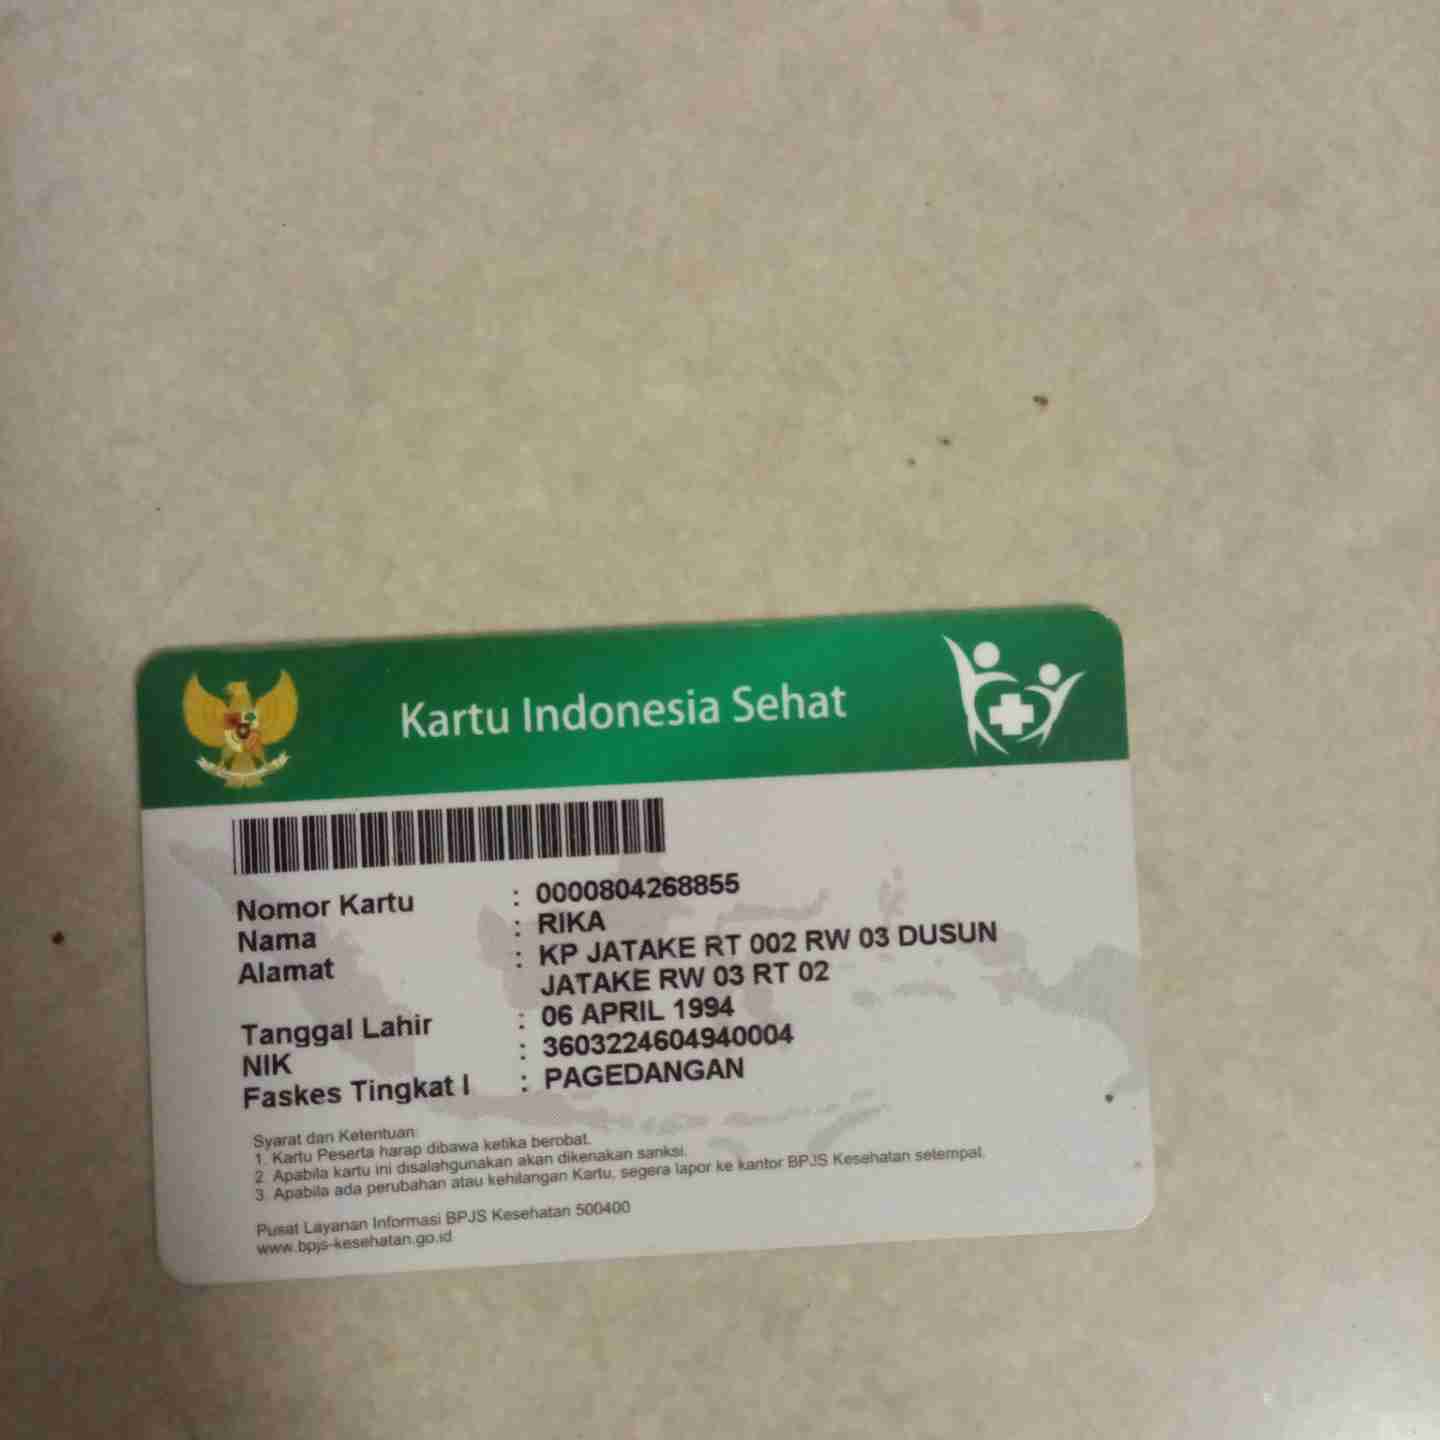 Kartu Indonesia Sehat
Nomor Kartu : 0000804268855
Nama : RIKA
Alamat : KP JATAKE RT 002 RW 03 DUSUN
JATAKE RW 03 RT 02
Tanggal Lahir : 06 APRIL 1994
NIK : 3603224604940004
Faskes Tingkat I : PAGEDANGAN
Syarat dan Ketentuan:
1. Kartu Peserta harap dibawa ketika berobat.
2. Apabila kartu ini disalahgunakan akan dikenakan sanksi.
3. Apabila ada perubahan atau kehilangan Kartu, segera lapor ke kantor BPJS Kesehatan setempat.
Pusat Layanan Informasi BPJS Kesehatan 500400
www.bpjs-kesehatan.go.id